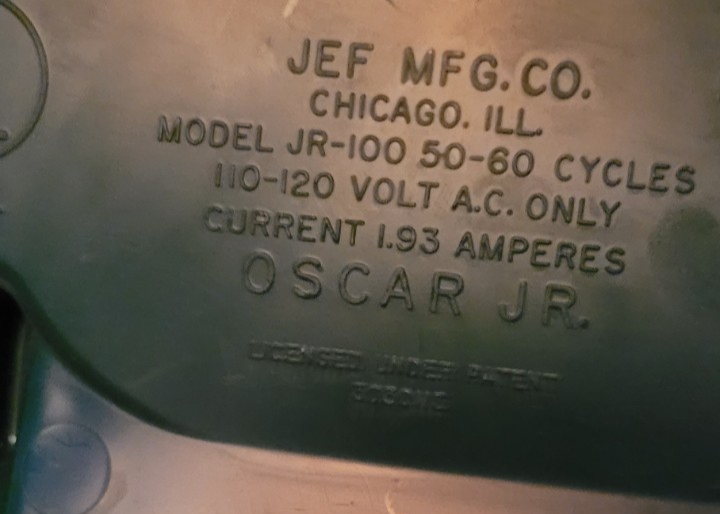 JEF MFG. CO.
CHICAGO. ILL.
MODEL JR-100 50-60 CYCLES
110-120 VOLT A.C. ONLY
CURRENT 1.93 AMPERES
OSCAR JR.
LICENSED UNDER PATENT